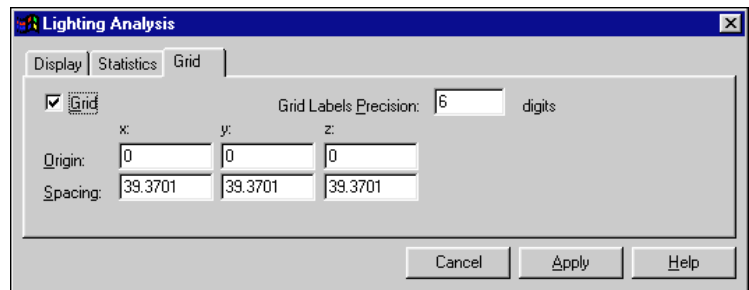 Lighting Analysis
Display Statistics Grid
Grid Grid Labels Precision: 6 digits
x: y: z:
Origin: 0 0 0
Spacing: 39.3701 39.3701 39.3701
Cancel Apply Help